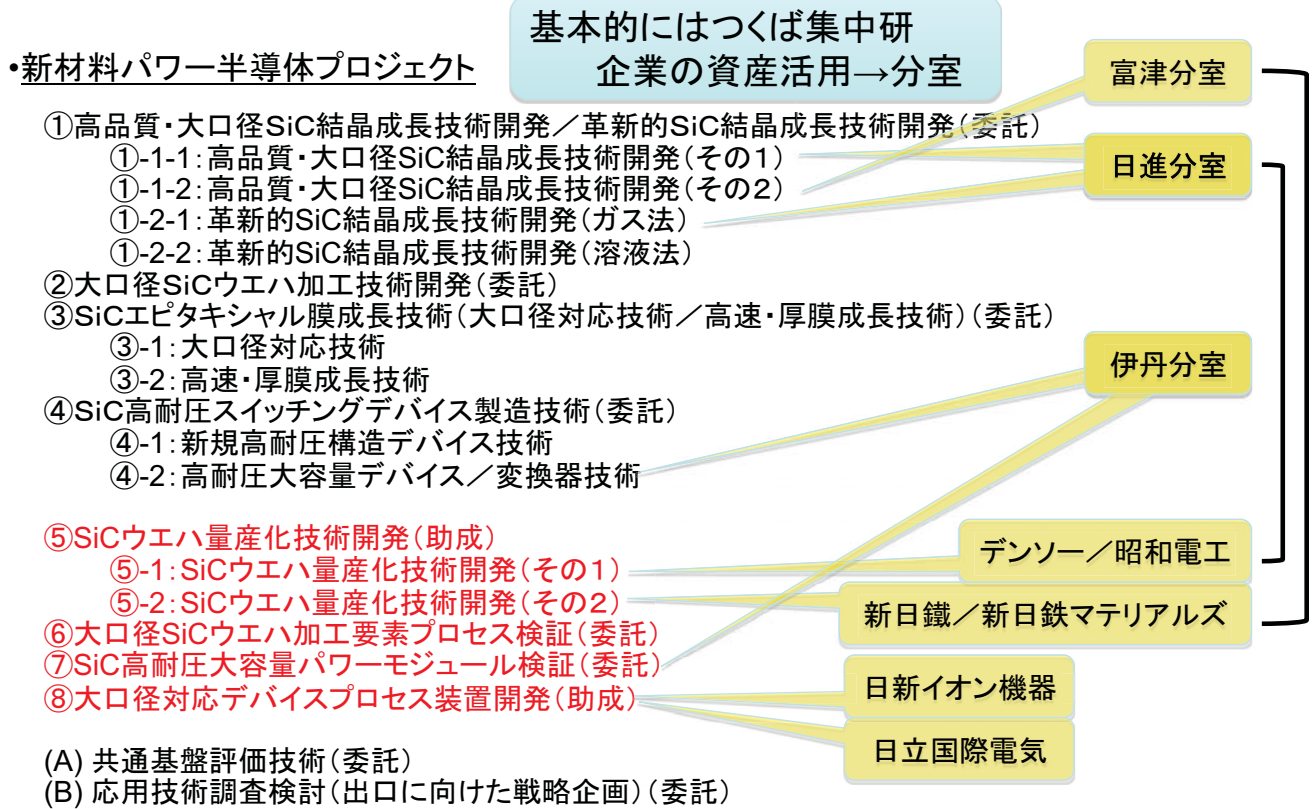 基本的にはつくば集中研
企業の資産活用→分室
•新材料パワー半導体プロジェクト
①高品質・大口径SiC結晶成長技術開発／革新的SiC結晶成長技術開発(委託)
①-1-1:高品質・大口径SiC結晶成長技術開発(その1)
①-1-2:高品質・大口径SiC結晶成長技術開発(その2)
①-2-1:革新的SiC結晶成長技術開発(ガス法)
①-2-2:革新的SiC結晶成長技術開発(溶液法)
②大口径SiCウエハ加工技術開発(委託)
③SiCエピタキシャル膜成長技術(大口径対応技術／高速・厚膜成長技術)(委託)
③-1:大口径対応技術
③-2:高速・厚膜成長技術
④SiC高耐圧スイッチングデバイス製造技術(委託)
④-1:新規高耐圧構造デバイス技術
④-2:高耐圧大容量デバイス／変換器技術
⑤SiCウエハ量産化技術開発(助成)
⑤-1:SiCウエハ量産化技術開発(その1)
⑤-2:SiCウエハ量産化技術開発(その2)
⑥大口径SiCウエハ加工要素プロセス検証(委託)
⑦SiC高耐圧大容量パワーモジュール検証(委託)
⑧大口径対応デバイスプロセス装置開発(助成)
(A) 共通基盤評価技術(委託)
(B) 応用技術調査検討(出口に向けた戦略企画)(委託)
富津分室
日進分室
伊丹分室
デンソー／昭和電工
新日鐵／新日鉄マテリアルズ
日新イオン機器
日立国際電気